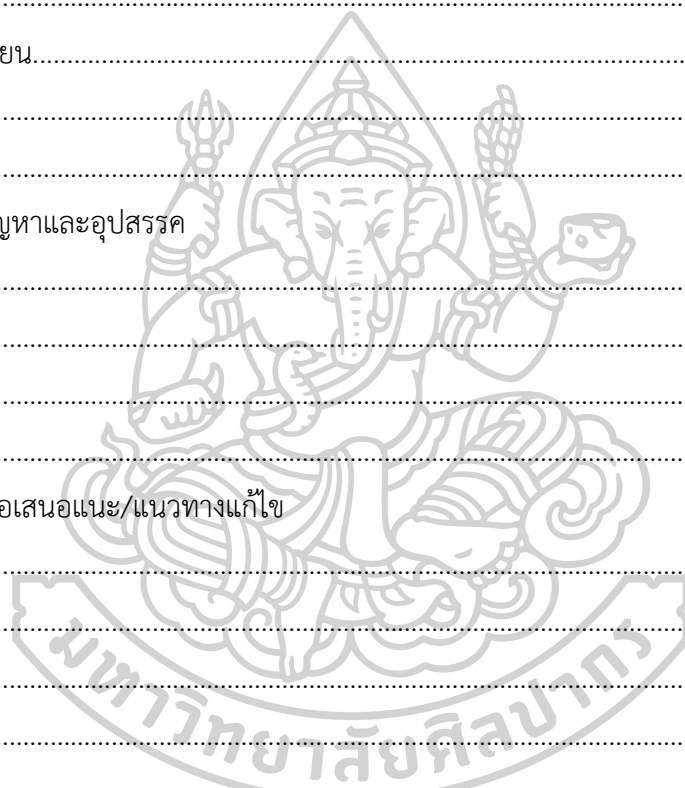 ยน
ญหาและอุปสรรค
อเสนอแนะ/แนวทางแก้ไข
มหาวิทยาลัยศิลปากร